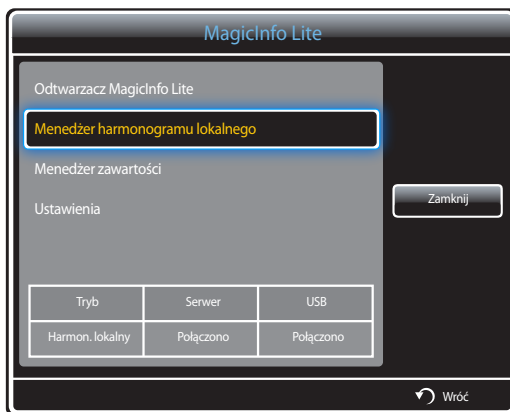 MagicInfo Lite
Odtwarzacz MagicInfo Lite
Menedżer harmonogramu lokalnego
Menedżer zawartości
Ustawienia
Zamknij
Tryb Serwer USB
Harmon. lokalny Połączono Połączono
Wróć